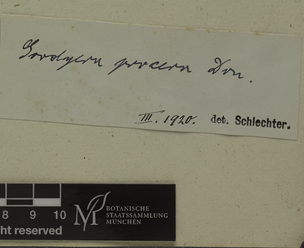 Goodyera procera Don.
III. 1920. det. Schlechter.
8 9 10
ht reserved
M
BOTANISCHE
STAATSSAMMLUNG
MÜNCHEN